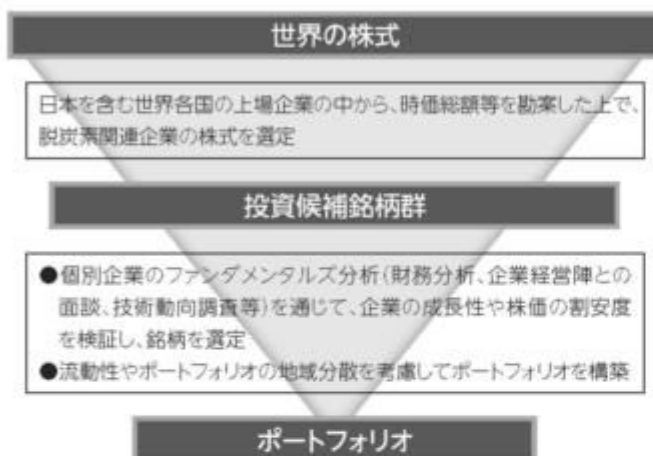 世界の株式
日本を含む世界各国の上場企業の中から、時価総額等を勘案した上で、
脱炭素関連企業の株式を選定
投資候補銘柄群
●個別企業のファンダメンタルズ分析(財務分析、企業経営陣との
面談、技術動向調査等)を通じて、企業の成長性や株価の割安度
を検証し、銘柄を選定
●流動性やポートフォリオの地域分散を考慮してポートフォリオを構築
ポートフォリオ